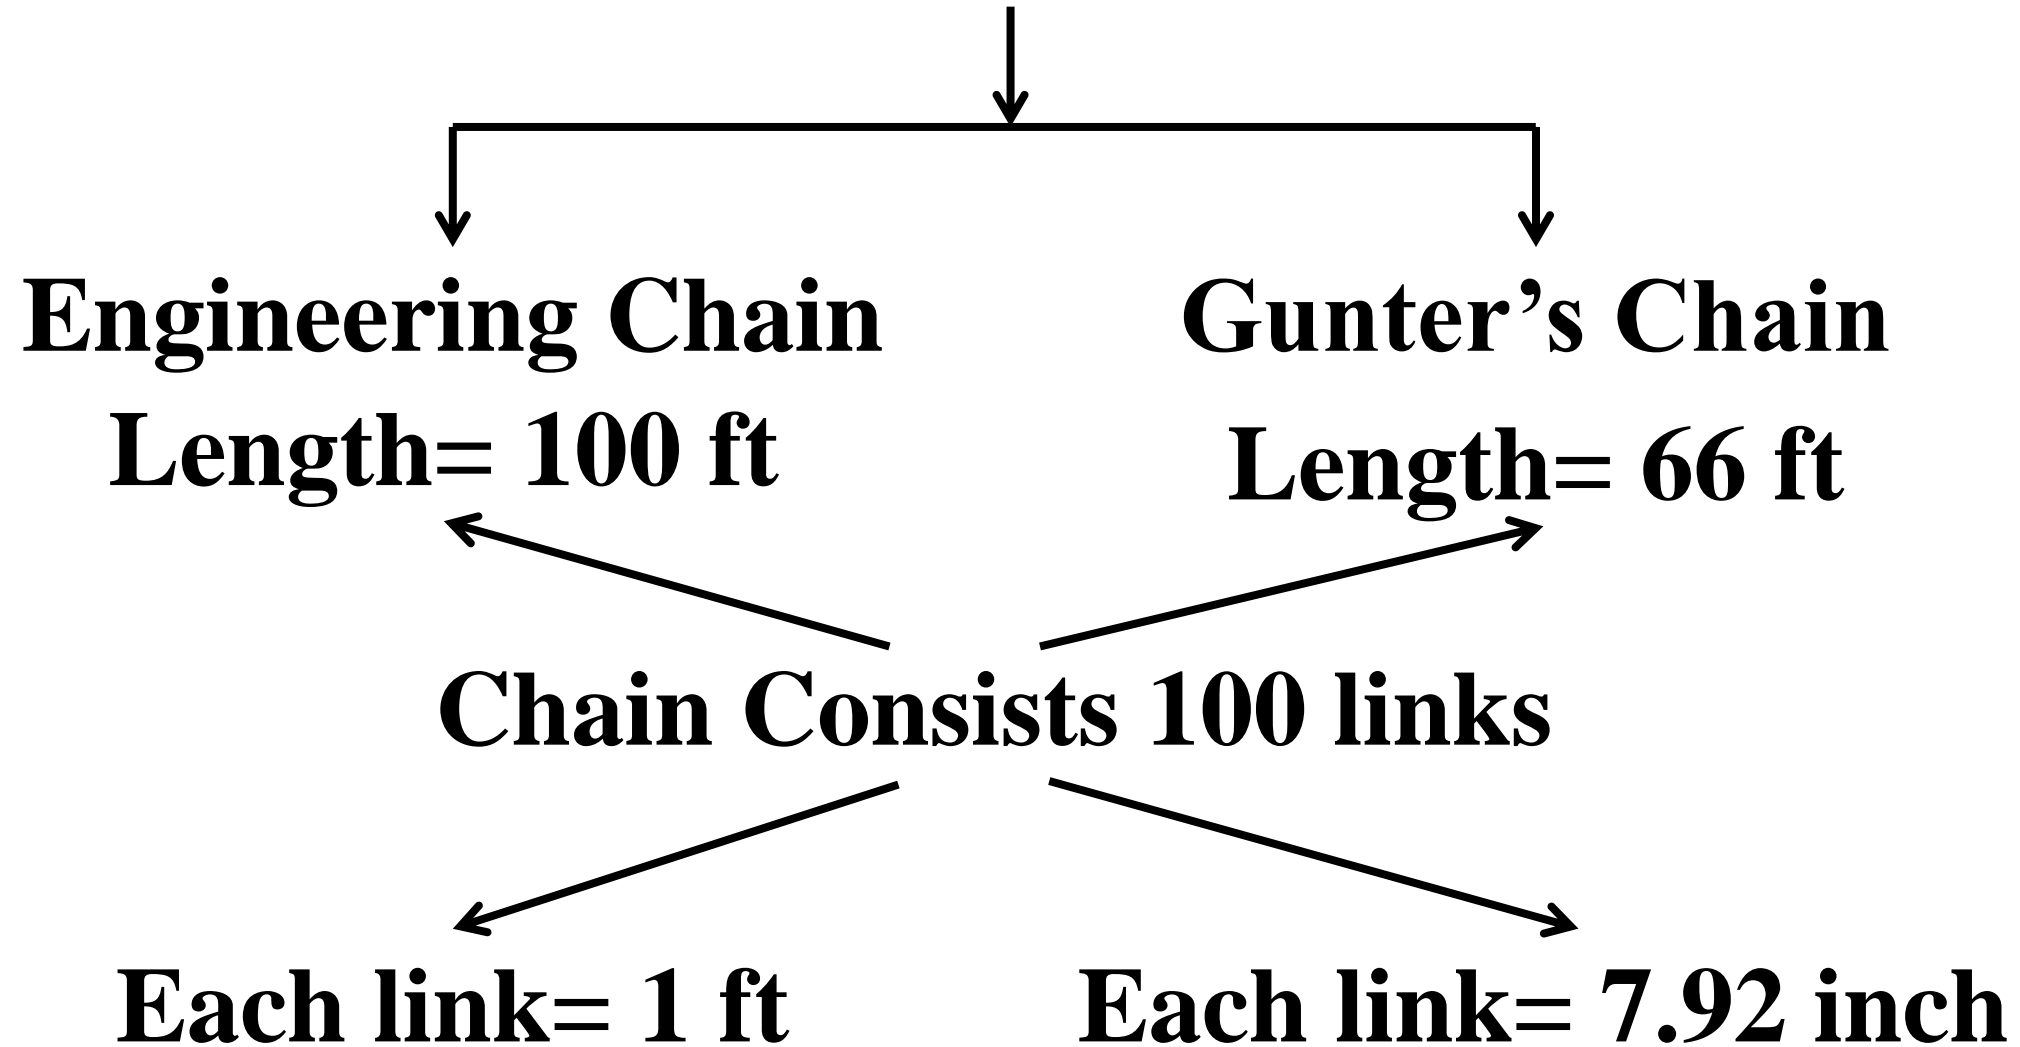 Engineering Chain
Length= 100 ft
Gunter’s Chain
Length= 66 ft
Chain Consists 100 links
Each link= 1 ft
Each link= 7.92 inch